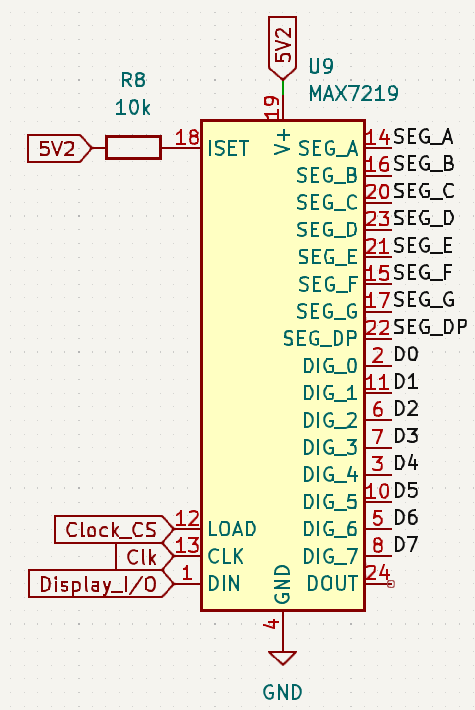 5V2
U9
MAX7219
R8
10k
19
V+
5V2
18
ISET
SEG_A
14
SEG_A
SEG_B
16
SEG_B
SEG_C
20
SEG_C
SEG_D
23
SEG_D
SEG_E
21
SEG_E
SEG_F
15
SEG_F
SEG_G
17
SEG_G
SEG_DP
22
SEG_DP
DIG_0
2
D0
DIG_1
11
D1
DIG_2
6
D2
DIG_3
7
D3
DIG_4
3
D4
DIG_5
10
D5
Clock_CS
12
LOAD
DIG_6
5
D6
Clk
13
CLK
DIG_7
8
D7
Display_I/O
1
DIN
DOUT
24
GND
4
GND